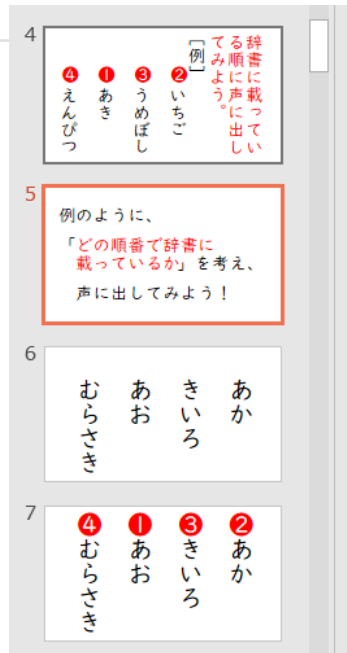 4
辞書に載ってい
る順に声に出し
てみよう。
［例］
❷いちご
❸うめぼし
❶あき
❹えんぴつ
5
例のように、
「どの順番で辞書に
載っているか」を考え、
声に出してみよう！
6
あか
きいろ
あお
むらさき
7
❷あか
❸きいろ
❶あお
❹むらさき